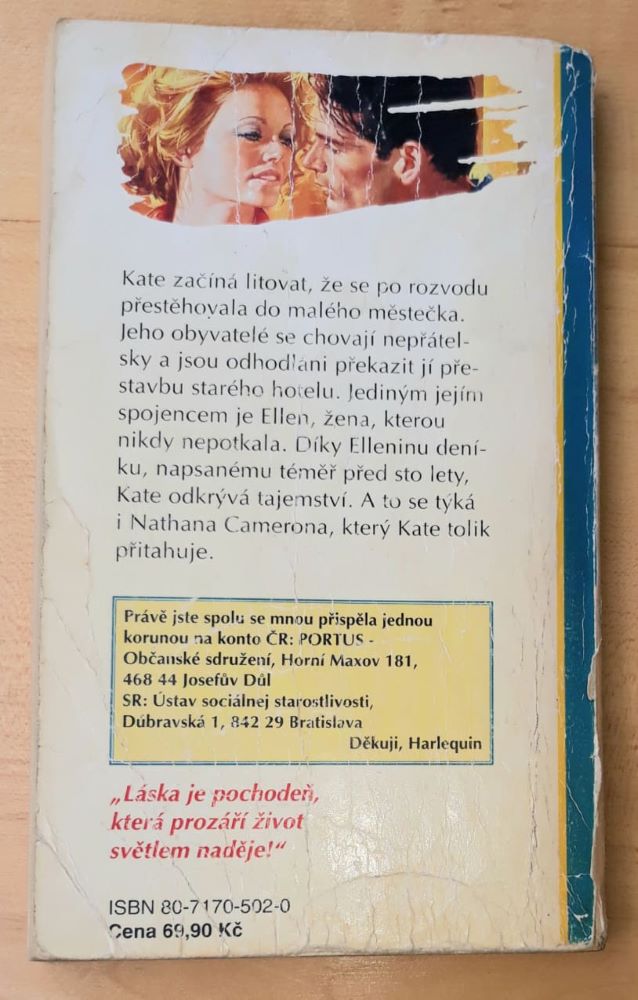 Kate začíná litovat, že se po rozvodu
přestěhovala do malého městečka.
Jeho obyvatelé se chovají nepřátel-
sky a jsou odhodláni překazit jí pře-
stavbu starého hotelu. Jediným jejím
spojencem je Ellen, žena, kterou
nikdy nepotkala. Díky Elleninu dení-
ku, napsanému téměř před sto lety,
Kate odkrývá tajemství. A to se týká
i Nathana Camerona, který Kate tolik
přitahuje.
Právě jste spolu se mnou přispěla jednou
korunou na konto ČR: PORTUS -
Občanské sdružení, Horní Maxov 181,
468 44 Josefův Důl
SR: Ústav sociálnej starostlivosti,
Dúbravská 1, 842 29 Bratislava
Děkuji, Harlequin
„Láska je pochodeň,
která prozáří život
světlem naděje!“
ISBN 80-7170-502-0
Cena 69,90 Kč